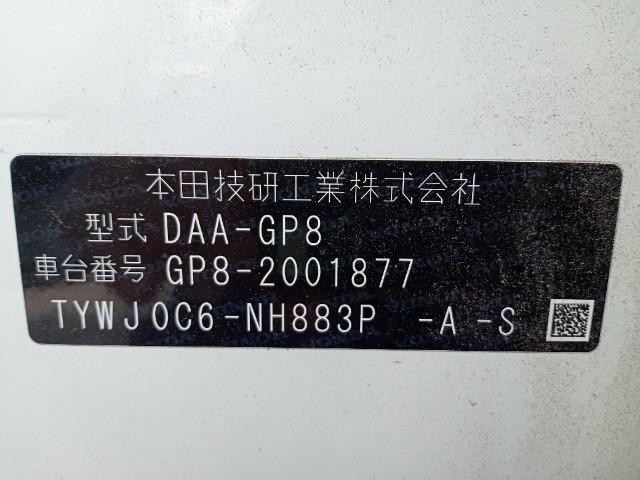 本田技研工業株式会社
型式 DAA-GP8
車台番号 GP8-2001877
TYWJ0C6-NH883P -A -S